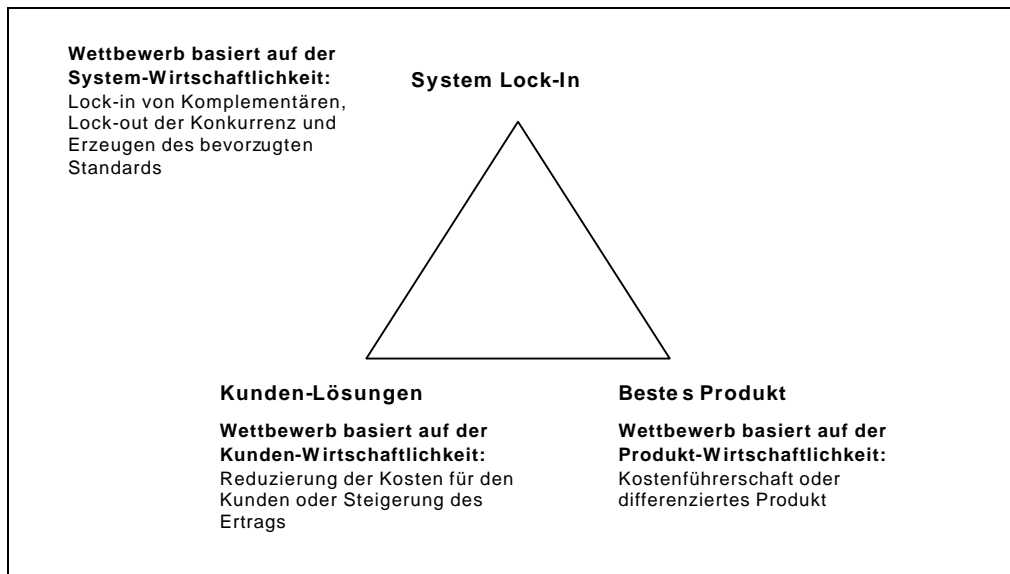 Wettbewerb basiert auf der
System-Wirtschaftlichkeit:
Lock-in von Komplementären,
Lock-out der Konkurrenz und
Erzeugen des bevorzugten
Standards
System Lock-In
Kunden-Lösungen
Wettbewerb basiert auf der
Kunden-Wirtschaftlichkeit:
Reduzierung der Kosten für den
Kunden oder Steigerung des
Ertrags
Bestes Produkt
Wettbewerb basiert auf der
Produkt-Wirtschaftlichkeit:
Kostenführerschaft oder
differenziertes Produkt